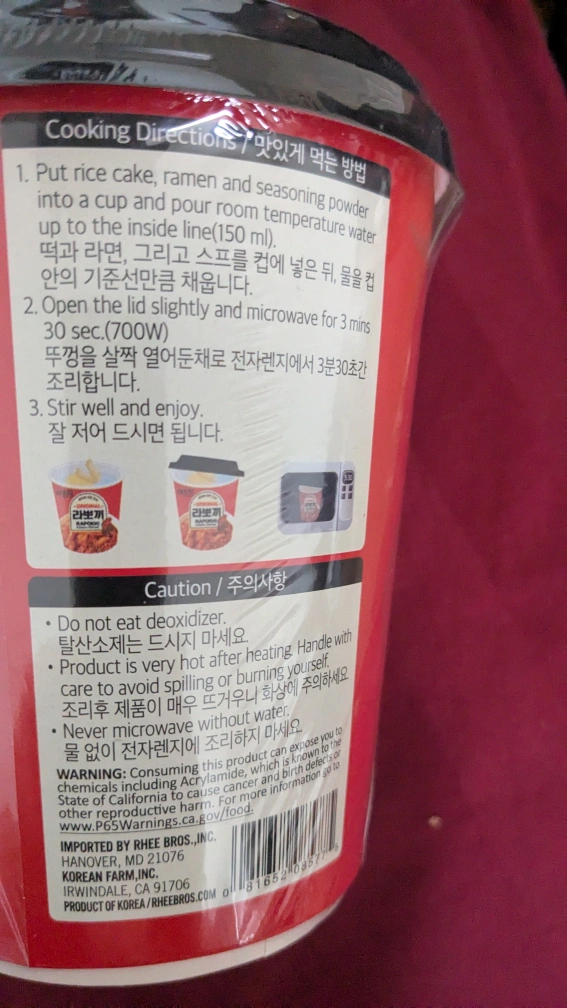 Cooking Directions / 맛있게 먹는 방법
1. Put rice cake, ramen and seasoning powder
into a cup and pour room temperature water
up to the inside line(150 ml).
떡과 라면, 그리고 스프를 컵에 넣은 뒤, 물을 컵
안의 기준선만큼 채웁니다.
2. Open the lid slightly and microwave for 3 mins
30 sec.(700W)
뚜껑을 살짝 열어둔채로 전자렌지에서 3분30초간
조리합니다.
3. Stir well and enjoy.
잘 저어 드시면 됩니다.
ORIGINAL
라뽀끼
RAPOKKI
ORIGINAL
라뽀끼
RAPOKKI
Caution / 주의사항
• Do not eat deoxidizer.
탈산소제는 드시지 마세요.
• Product is very hot after heating. Handle with
care to avoid spilling or burning yourself.
조리후 제품이 매우 뜨거우니 화상에 주의하세요.
• Never microwave without water.
물 없이 전자렌지에 조리하지 마세요.
WARNING: Consuming this product can expose you to
chemicals including Acrylamide, which is known to the
State of California to cause cancer and birth defects or
other reproductive harm. For more information go to
www.P65Warnings.ca.gov/food.
IMPORTED BY RHEE BROS.,INC.
HANOVER, MD 21076
KOREAN FARM,INC.
IRWINDALE, CA 91706
PRODUCT OF KOREA/RHEEBROS.COM
0 81652